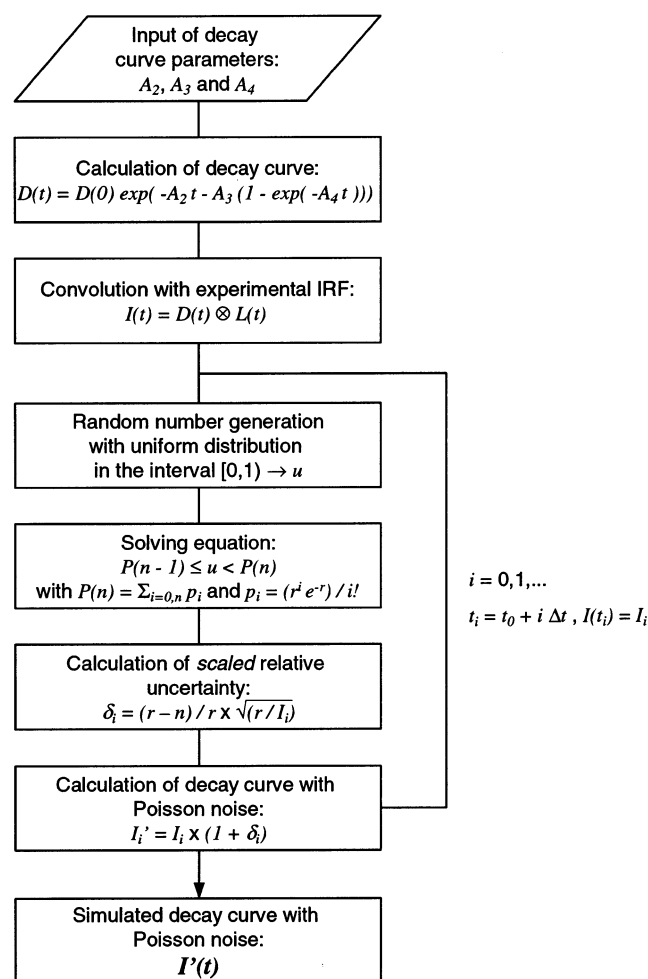 Input of decay
curve parameters:
A₂, A₃ and A₄
Calculation of decay curve:
D(t) = D(0) exp( -A₂ t - A₃ (1 - exp( -A₄ t )))
Convolution with experimental IRF:
I(t) = D(t) ⊗ L(t)
Random number generation
with uniform distribution
in the interval [0,1) → u
Solving equation:
P(n - 1) ≤ u < P(n)
with P(n) = Σᵢ₌₀,ₙ pᵢ and pᵢ = (rⁱ e⁻ʳ) / i!
i = 0,1,...
tᵢ = t₀ + i Δt , I(tᵢ) = Iᵢ
Calculation of scaled relative
uncertainty:
δᵢ = (r – n) / r x √(r / Iᵢ)
Calculation of decay curve with
Poisson noise:
Iᵢ’ = Iᵢ x (1 + δᵢ)
Simulated decay curve with
Poisson noise:
I’(t)